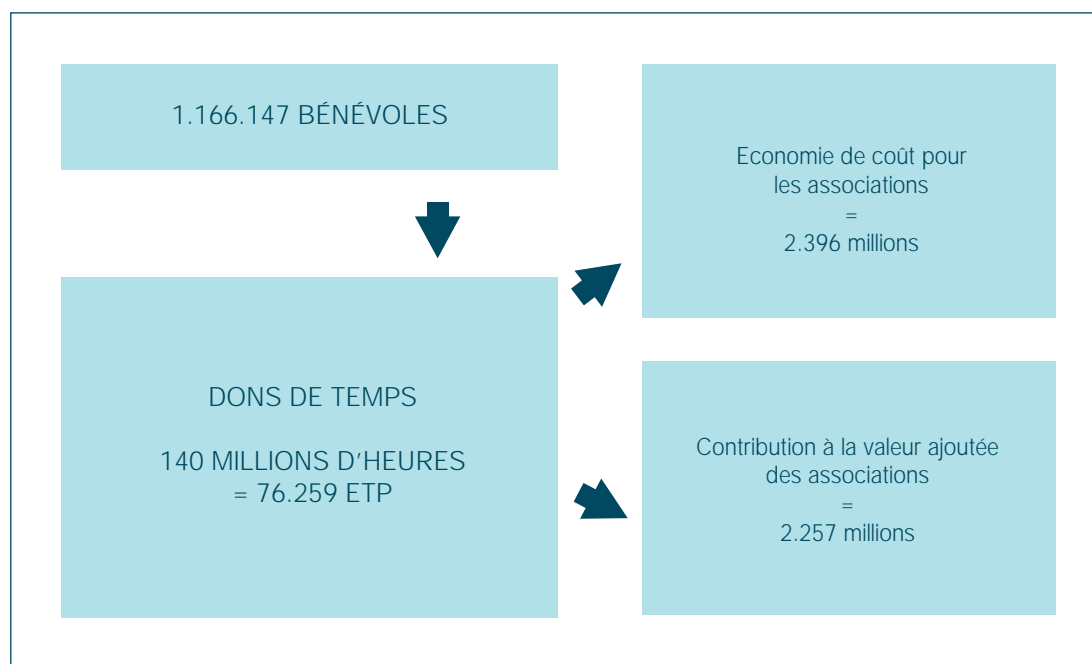 1.166.147 BÉNÉVOLES
DONS DE TEMPS
140 MILLIONS D'HEURES
= 76.259 ETP
Economie de coût pour
les associations
=
2.396 millions
Contribution à la valeur ajoutée
des associations
=
2.257 millions